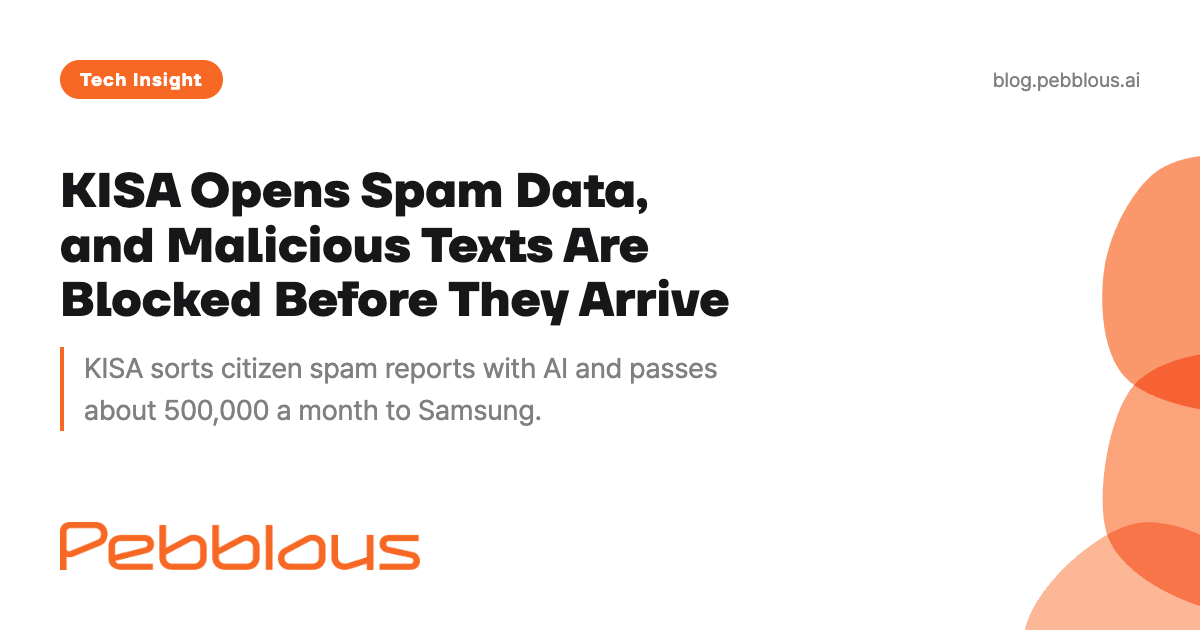 Tech Insight
blog.pebblous.ai
KISA Opens Spam Data,
and Malicious Texts Are
Blocked Before They Arrive
KISA sorts citizen spam reports with AI and passes
about 500,000 a month to Samsung.
Pebblous